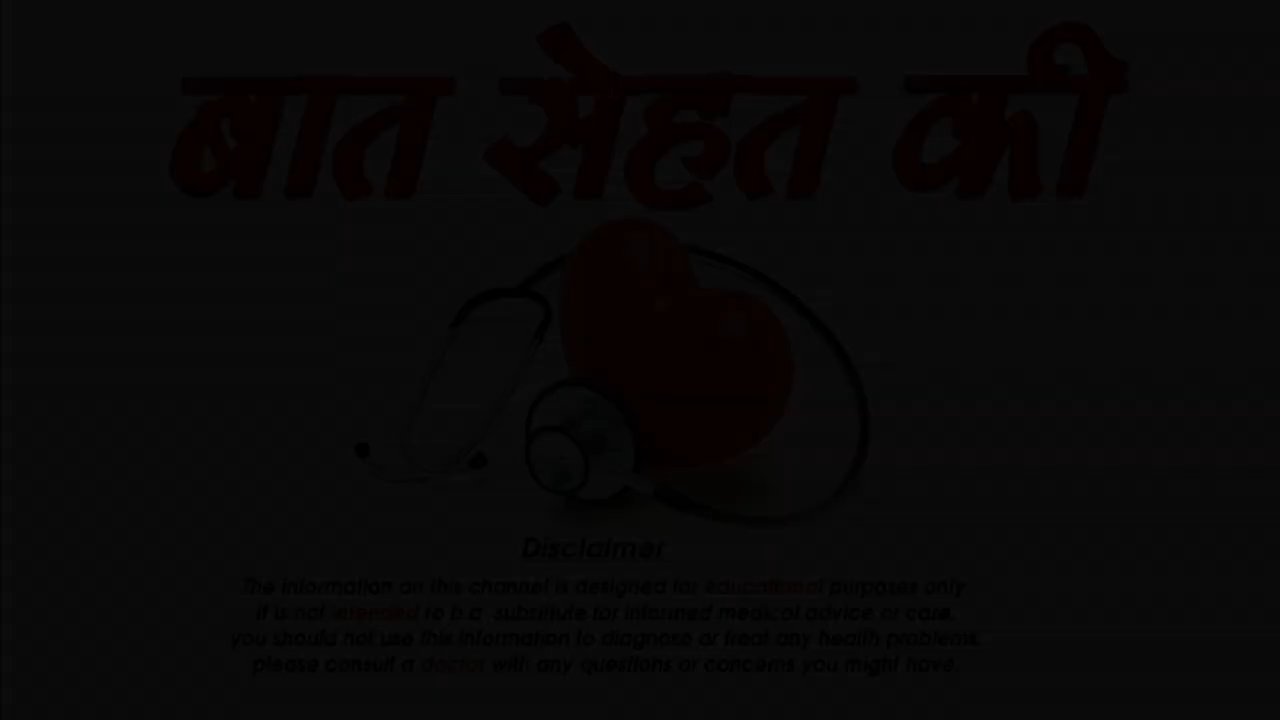 बात सेहत की
Disclaimer
The information on this channel is designed for educational purposes only
it is not intended to b a substitute for informed medical advice or care.
you should not use this information to diagnose or treat any health problems.
please consult a doctor with any questions or concerns you might have.